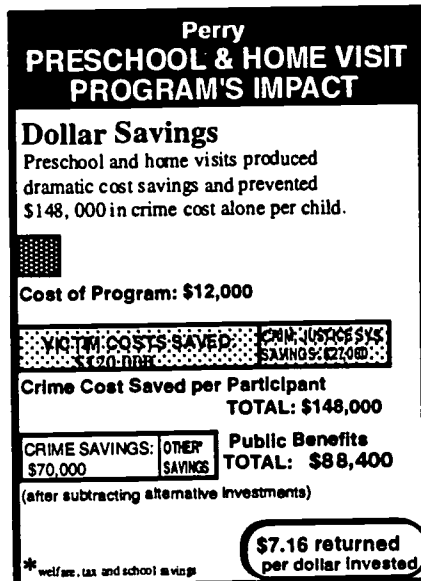 Perry
PRESCHOOL & HOME VISIT
PROGRAM'S IMPACT
Dollar Savings
Preschool and home visits produced
dramatic cost savings and prevented
$148, 000 in crime cost alone per child.
Cost of Program: $12,000
VICTIM COSTS SAVED:
CRIM. JUSTICE SYS.
SAVINGS:
Crime Cost Saved per Participant
TOTAL: $148,000
CRIME SAVINGS:
$70,000
OTHER*
SAVINGS
Public Benefits
TOTAL: $88,400
(after subtracting alternative investments)
$7.16 returned
per dollar invested
* welfare, tax and school savings